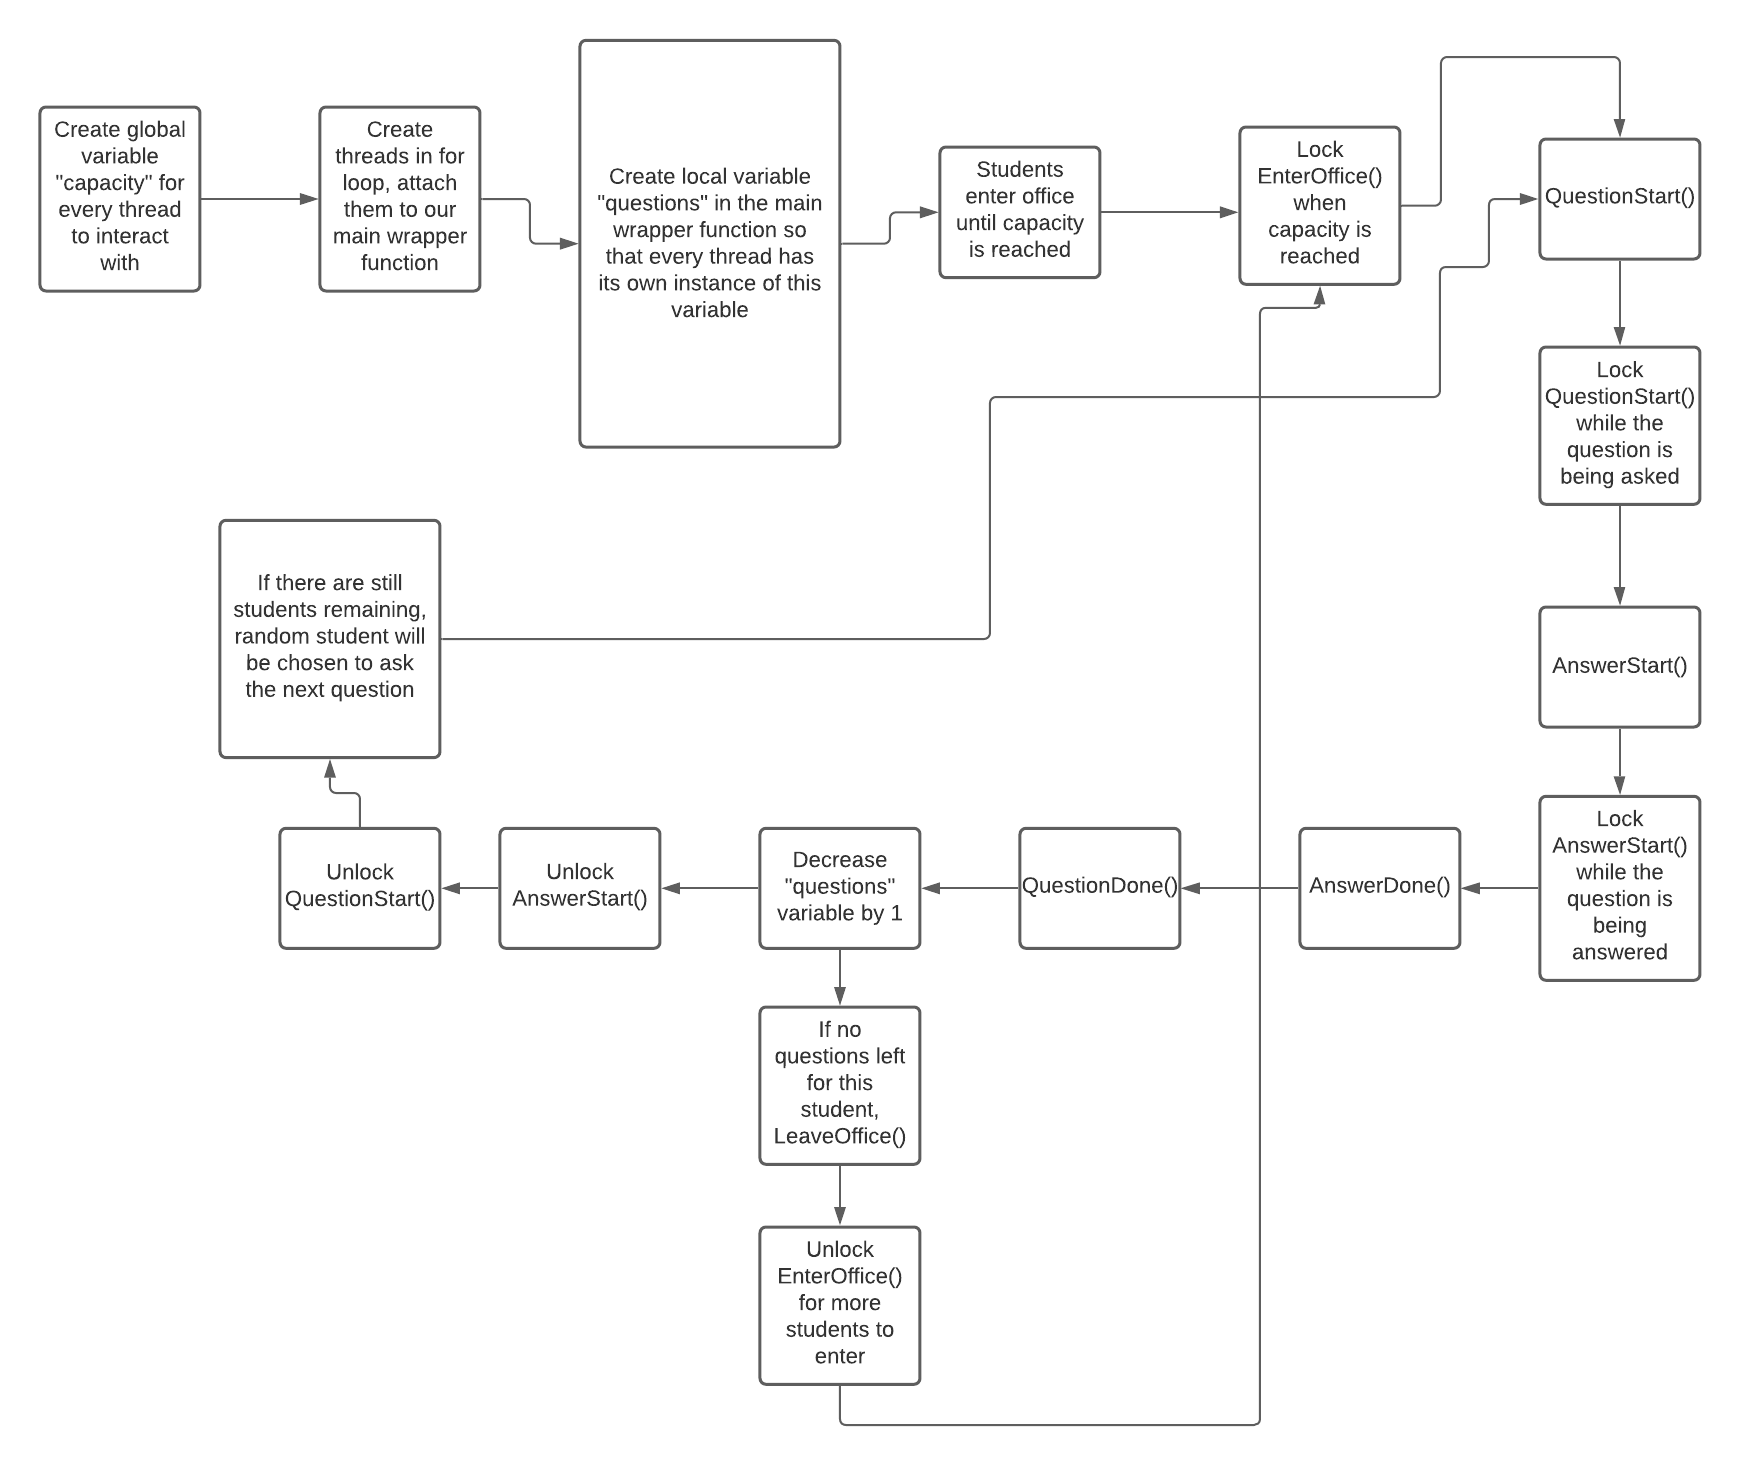 Create global
variable
"capacity" for
every thread
to interact
with
Create
threads in for
loop, attach
them to our
main wrapper
function
Create local variable
"questions" in the main
wrapper function so
that every thread has
its own instance of this
variable
Students
enter office
until capacity
is reached
Lock
EnterOffice()
when
capacity is
reached
QuestionStart()
Lock
QuestionStart()
while the
question is
being asked
AnswerStart()
Lock
AnswerStart()
while the
question is
being
answered
AnswerDone()
QuestionDone()
Decrease
"questions"
variable by 1
Unlock
AnswerStart()
Unlock
QuestionStart()
If there are still
students remaining,
random student will
be chosen to ask
the next question
If no
questions left
for this
student,
LeaveOffice()
Unlock
EnterOffice()
for more
students to
enter